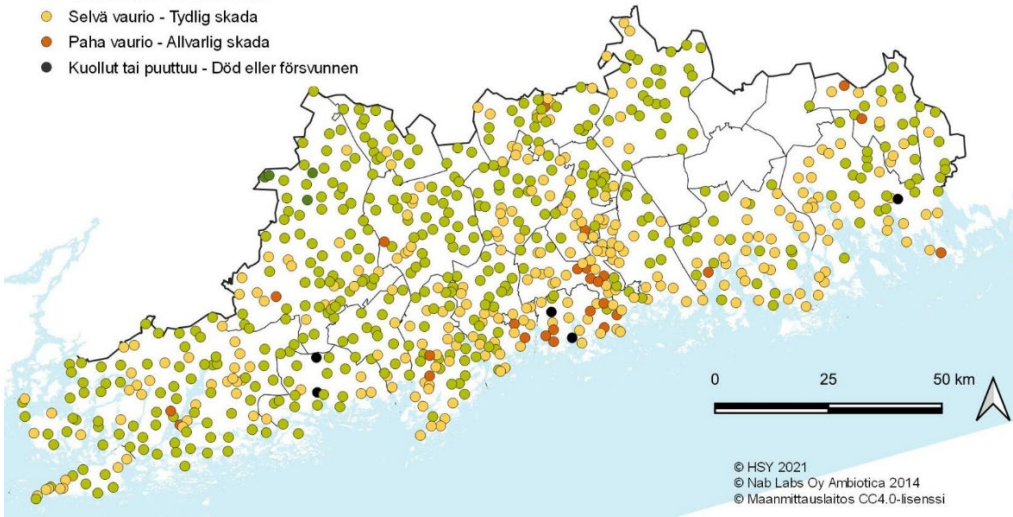 Selvä vaurio - Tydlig skada
Paha vaurio - Allvarlig skada
Kuollut tai puuttuu - Död eller försvunnen
0 25 50 km
© HSY 2021
© Nab Labs Oy Ambiotica 2014
© Maanmittauslaitos CC4.0-lisenssi